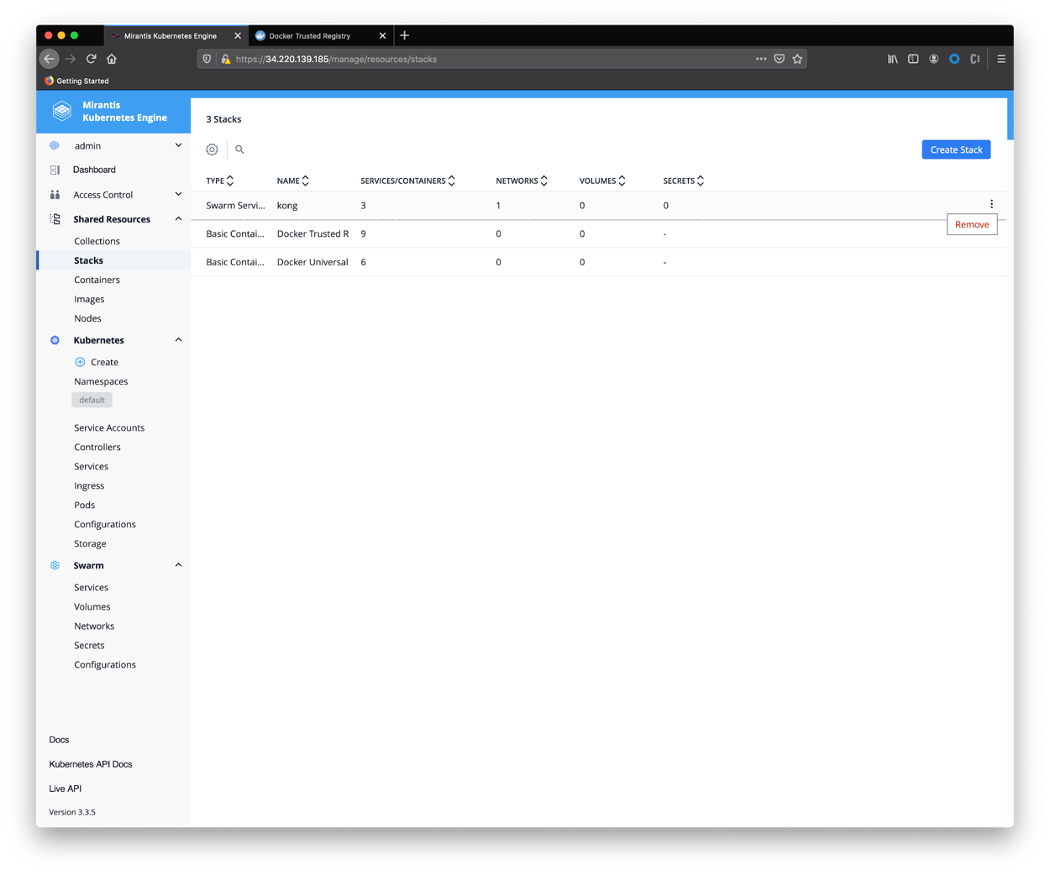 Mirantis Kubernetes Engine
Docker Trusted Registry
https://34.220.139.185/manage/resources/stacks
Getting Started
Mirantis
Kubernetes Engine
admin
Dashboard
Access Control
Shared Resources
Collections
Stacks
Containers
Images
Nodes
Kubernetes
Create
Namespaces
default
Service Accounts
Controllers
Services
Ingress
Pods
Configurations
Storage
Swarm
Services
Volumes
Networks
Secrets
Configurations
Docs
Kubernetes API Docs
Live API
Version 3.3.5
3 Stacks
Create Stack
TYPE NAME SERVICES/CONTAINERS NETWORKS VOLUMES SECRETS
Swarm Servi... kong 3 1 0 0
Remove
Basic Contai... Docker Trusted R 9 0 0 -
Basic Contai... Docker Universal 6 0 0 -